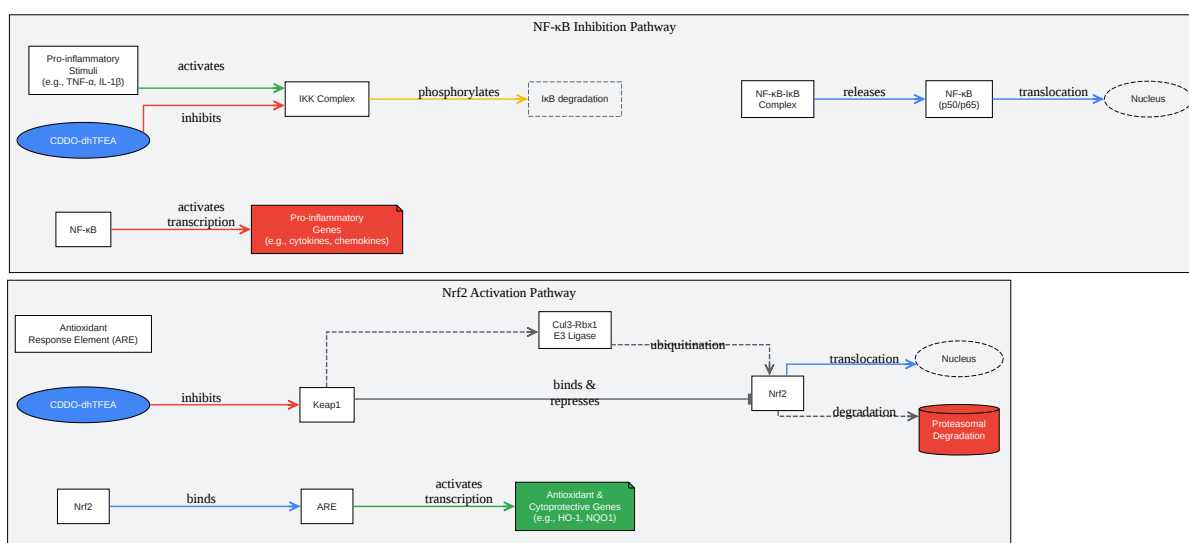 NF-κB Inhibition Pathway
Pro-inflammatory
Stimuli
(e.g., TNF-α, IL-1β)
activates
IKK Complex
phosphorylates
IκB degradation
NF-κB-IκB
Complex
releases
NF-κB
(p50/p65)
translocation
Nucleus
inhibits
CDDO-dhTFEA
NF-κB
activates
transcription
Pro-inflammatory
Genes
(e.g., cytokines, chemokines)
Nrf2 Activation Pathway
Antioxidant
Response Element (ARE)
Cul3-Rbx1
E3 Ligase
ubiquitination
translocation
Nucleus
CDDO-dhTFEA
inhibits
Keap1
binds &
represses
Nrf2
degradation
Proteasomal
Degradation
Nrf2
binds
ARE
activates
transcription
Antioxidant &
Cytoprotective Genes
(e.g., HO-1, NQO1)